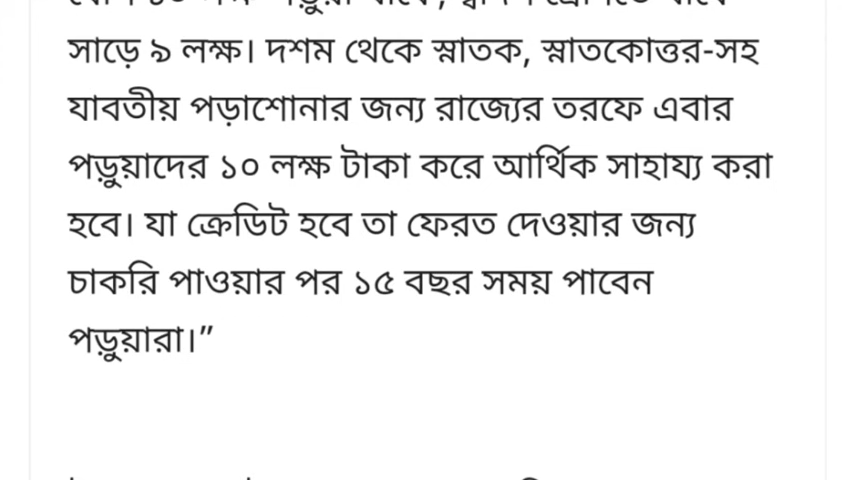 সাড়ে ৯ লক্ষ। দশম থেকে স্নাতক, স্নাতকোত্তর-সহ
যাবতীয় পড়াশোনার জন্য রাজ্যের তরফে এবার
পড়ুয়াদের ১০ লক্ষ টাকা করে আর্থিক সাহায্য করা
হবে। যা ক্রেডিট হবে তা ফেরত দেওয়ার জন্য
চাকরি পাওয়ার পর ১৫ বছর সময় পাবেন
পড়ুয়ারা।”